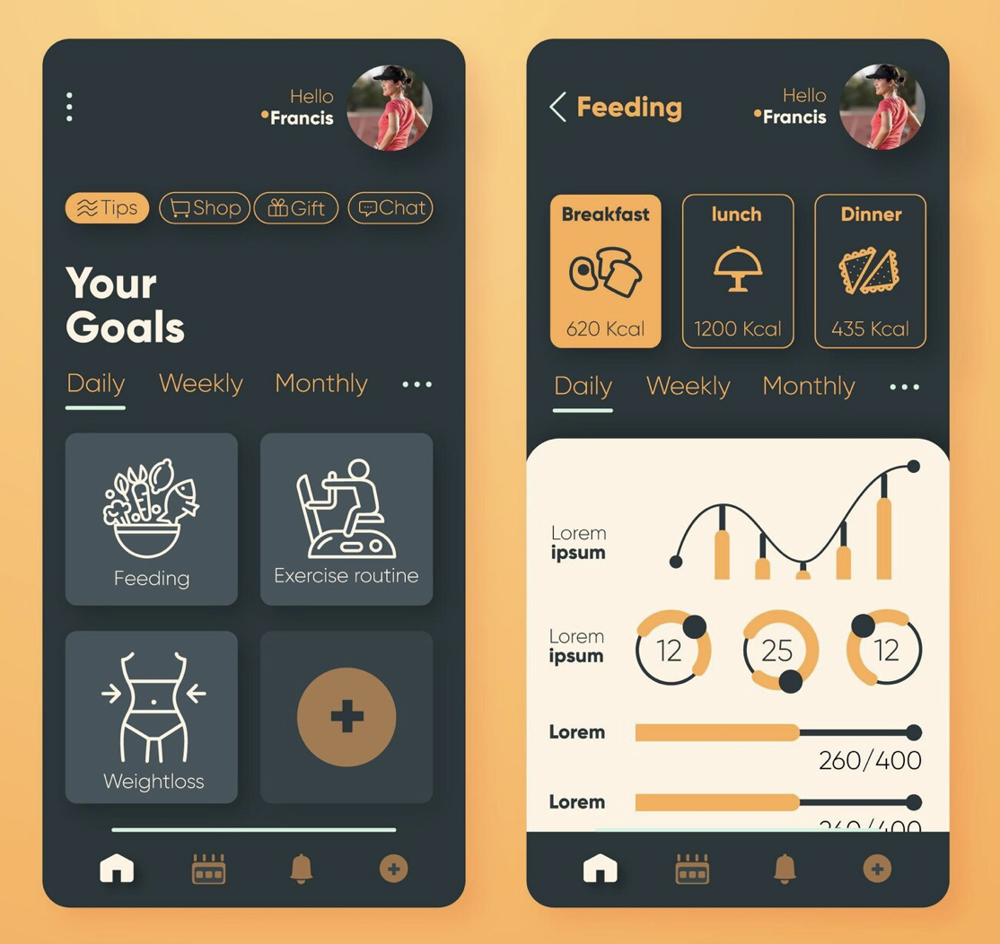 Hello
Francis
Tips Shop Gift Chat
Your
Goals
Daily Weekly Monthly
Feeding
Exercise routine
Weightloss
Feeding
Hello
Francis
Breakfast lunch Dinner
620 Kcal 1200 Kcal 435 Kcal
Daily Weekly Monthly
Lorem
ipsum
Lorem
ipsum
12 25 12
Lorem
260/400
Lorem
260/400